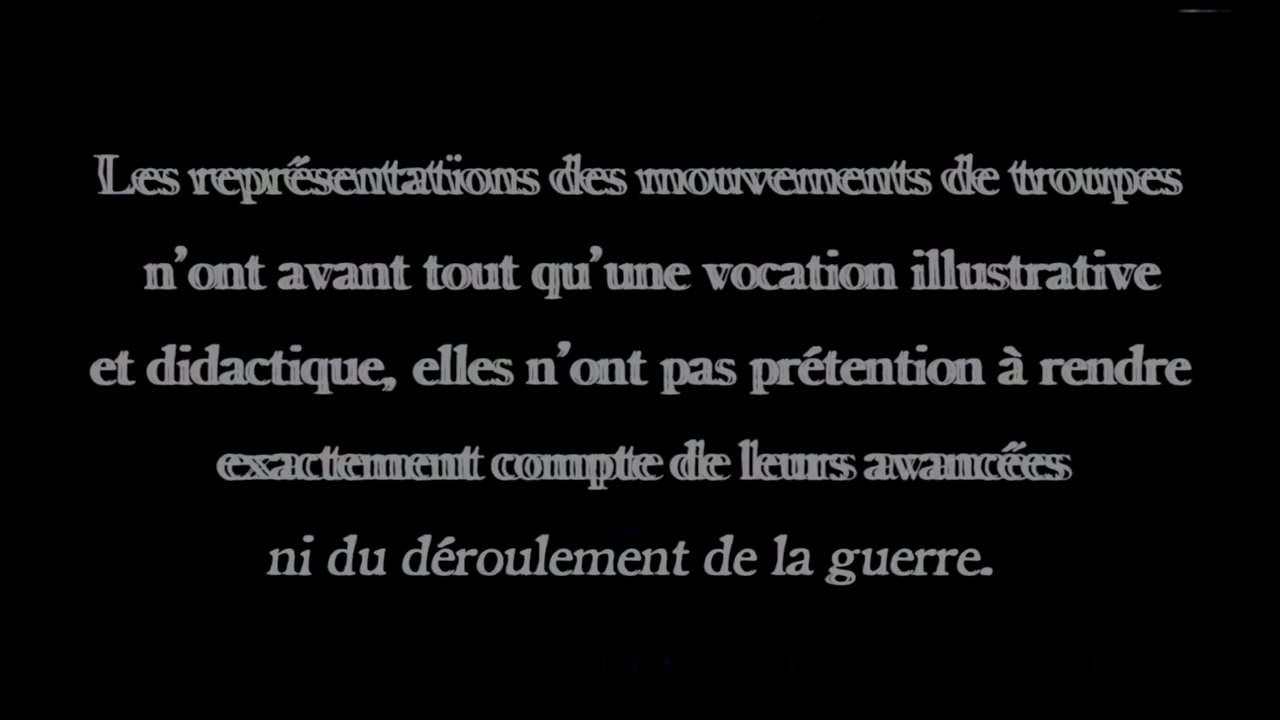 Les représentations des mouvements de troupes
n'ont avant tout qu'une vocation illustrative
et didactique, elles n'ont pas prétention à rendre
exactement compte de leurs avancées
ni du déroulement de la guerre.